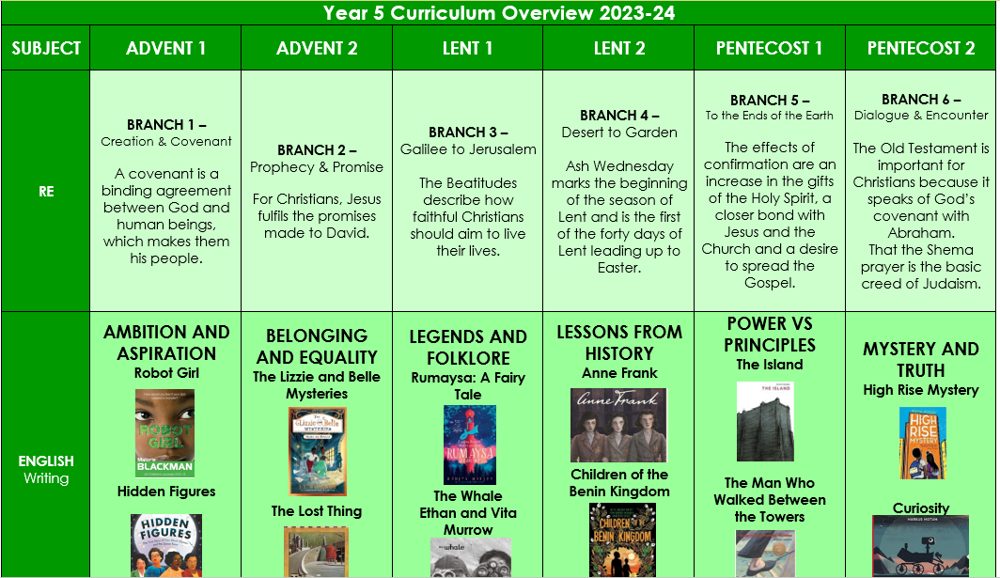 Year 5 Curriculum Overview 2023-24
SUBJECT
ADVENT 1
ADVENT 2
LENT 1
LENT 2
PENTECOST 1
PENTECOST 2
RE
BRANCH 1 –
Creation & Covenant
A covenant is a
binding agreement
between God and
human beings,
which makes them
his people.
BRANCH 2 –
Prophecy & Promise
For Christians, Jesus
fulfils the promises
made to David.
BRANCH 3 –
Galilee to Jerusalem
The Beatitudes
describe how
faithful Christians
should aim to live
their lives.
BRANCH 4 –
Desert to Garden
Ash Wednesday
marks the beginning
of the season of
Lent and is the first
of the forty days of
Lent leading up to
Easter.
BRANCH 5 –
To the Ends of the Earth
The effects of
confirmation are an
increase in the gifts
of the Holy Spirit, a
closer bond with
Jesus and the
Church and a desire
to spread the
Gospel.
BRANCH 6 –
Dialogue & Encounter
The Old Testament is
important for
Christians because it
speaks of God's
covenant with
Abraham.
That the Shema
prayer is the basic
creed of Judaism.
ENGLISH
Writing
AMBITION AND
ASPIRATION
Robot Girl
ROBOT
GIRL
Malorie
BLACKMAN
Hidden Figures
HIDDEN
FIGURES
BELONGING
AND EQUALITY
The Lizzie and Belle
Mysteries
The
Lizzie and Belle
MYSTERIES
The Lost Thing
LEGENDS AND
FOLKLORE
Rumaysa: A Fairy
Tale
RUMAYSA
The Whale
Ethan and Vita
Murrow
the whale
LESSONS FROM
HISTORY
Anne Frank
Anne Frank
Children of the
Benin Kingdom
CHILDREN
OF THE
BENIN KINGDOM
POWER VS
PRINCIPLES
The Island
THE ISLAND
The Man Who
Walked Between
the Towers
MYSTERY AND
TRUTH
High Rise Mystery
HIGH
RISE
MYSTERY
Curiosity
MARKUS MOTUM